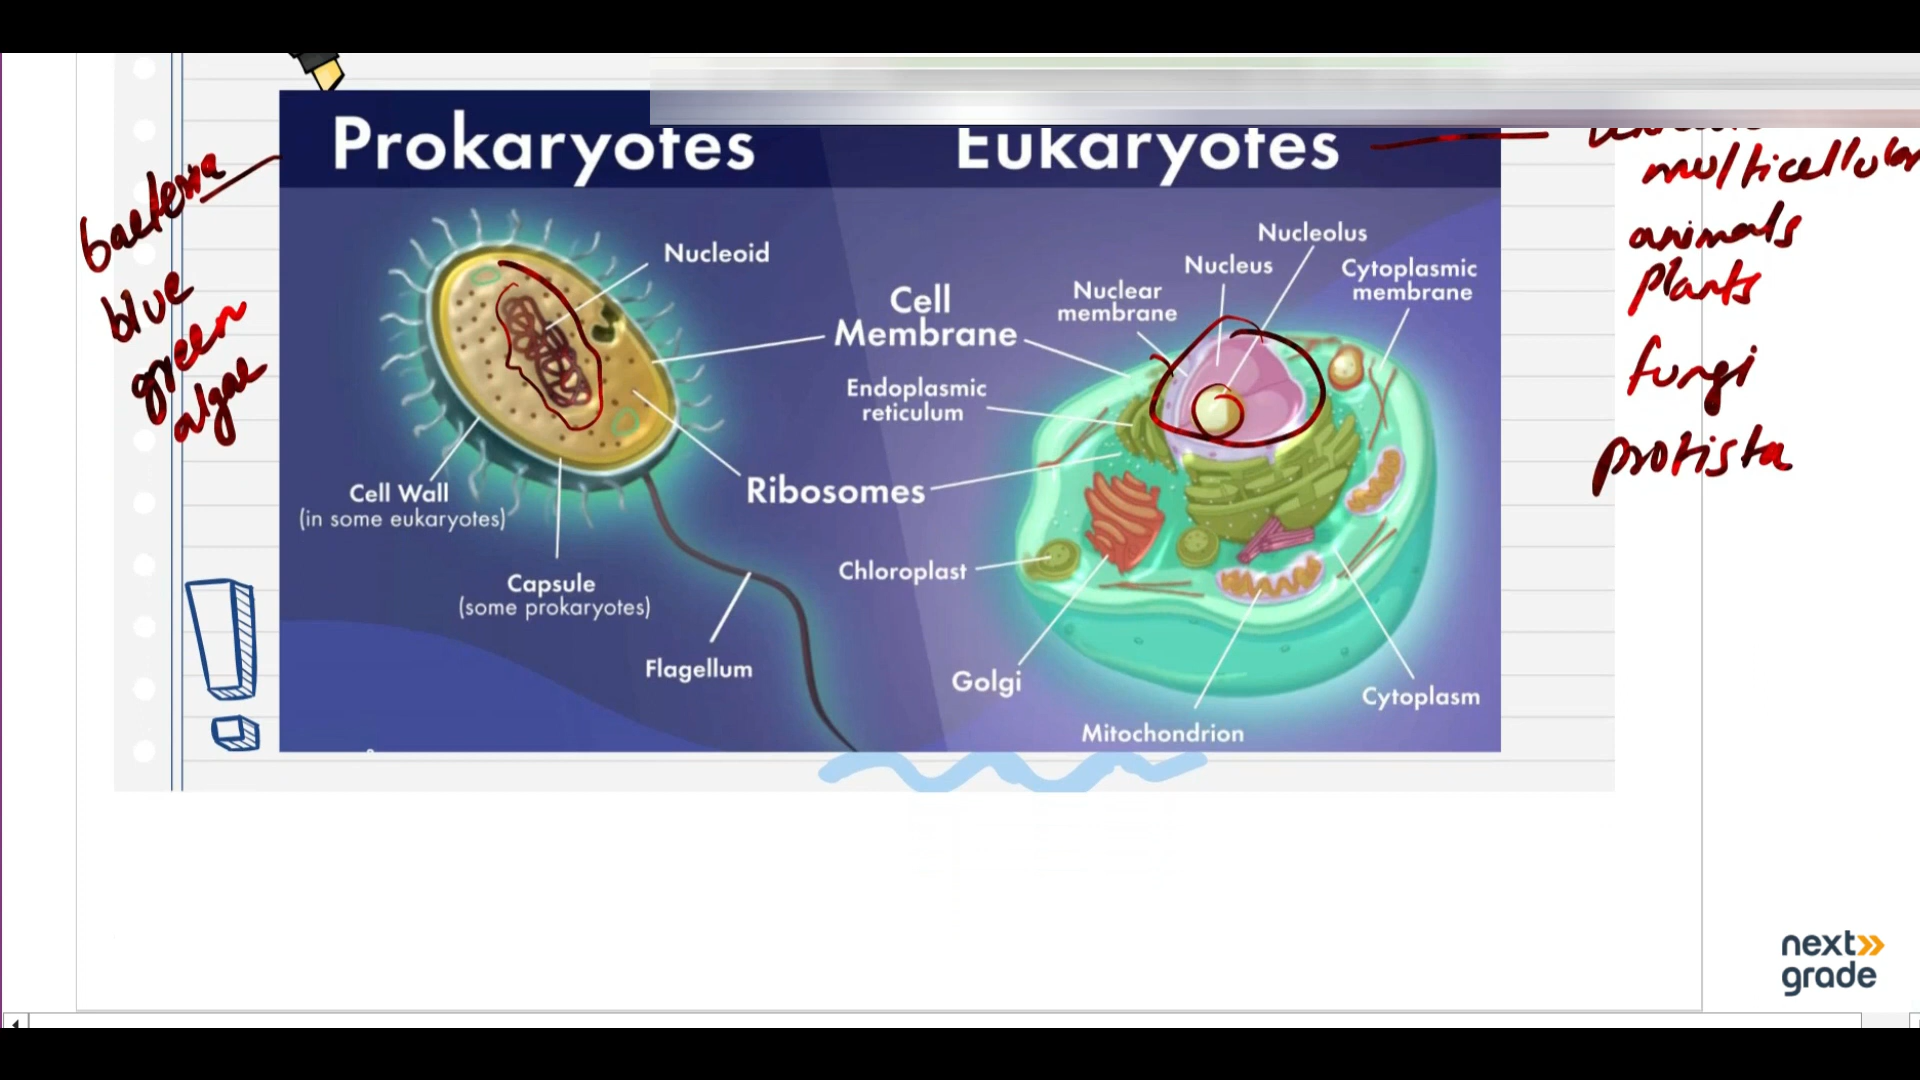 Prokaryotes
Eukaryotes
bacteria
blue
green
algae
multicellular
animals
plants
fungi
protista
Nucleoid
Cell Wall
(in some eukaryotes)
Capsule
(some prokaryotes)
Flagellum
Cell
Membrane
Ribosomes
Nucleolus
Nucleus
Nuclear
membrane
Cytoplasmic
membrane
Endoplasmic
reticulum
Chloroplast
Golgi
Mitochondrion
Cytoplasm
next
grade